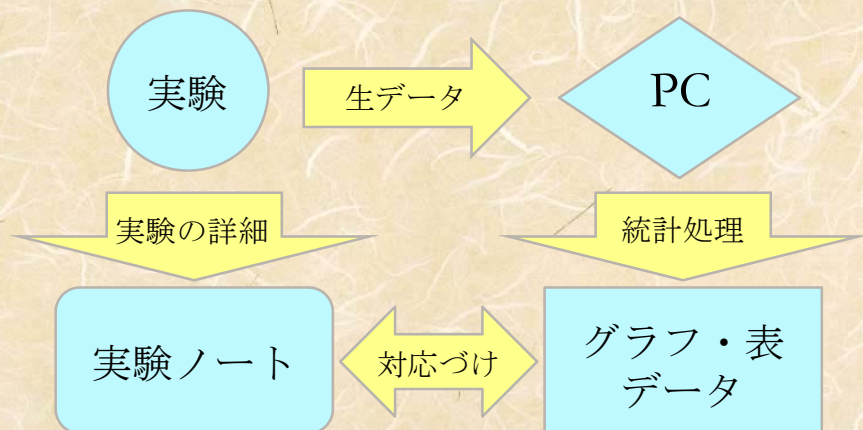 実験
生データ
PC
実験の詳細
統計処理
実験ノート
対応づけ
グラフ・表
データ